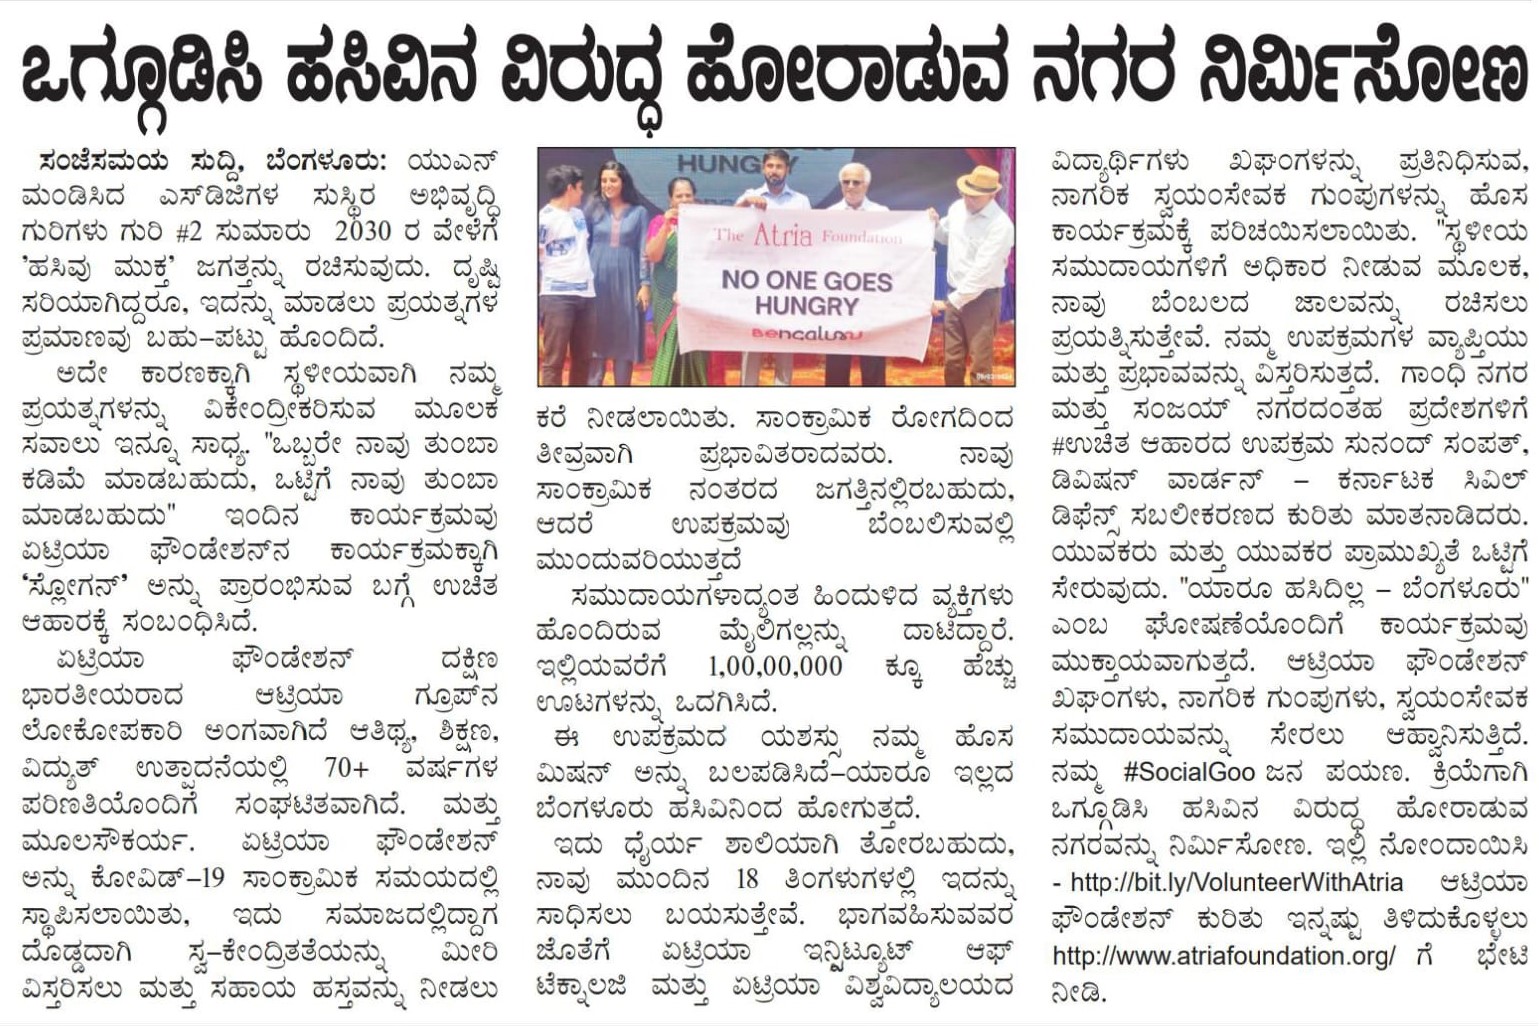 ಒಗ್ಗೂಡಿಸಿ ಹಸಿವಿನ ವಿರುದ್ಧ ಹೋರಾಡುವ ನಗರ ನಿರ್ಮಿಸೋಣ
ಸಂಜೆಸಮಯ ಸುದ್ದಿ, ಬೆಂಗಳೂರು: ಯುಎನ್
ಮಂಡಿಸಿದ ಎಸ್‌ಡಿಜಿಗಳ ಸುಸ್ಥಿರ ಅಭಿವೃದ್ಧಿ
ಗುರಿಗಳು ಗುರಿ #2 ಸುಮಾರು 2030 ರ ವೇಳೆಗೆ
'ಹಸಿವು ಮುಕ್ತ' ಜಗತ್ತನ್ನು ರಚಿಸುವುದು. ದೃಷ್ಟಿ
ಸರಿಯಾಗಿದ್ದರೂ, ಇದನ್ನು ಮಾಡಲು ಪ್ರಯತ್ನಗಳ
ಪ್ರಮಾಣವು ಬಹು-ಪಟ್ಟು ಹೊಂದಿದೆ.
ಅದೇ ಕಾರಣಕ್ಕಾಗಿ ಸ್ಥಳೀಯವಾಗಿ ನಮ್ಮ
ಪ್ರಯತ್ನಗಳನ್ನು ವಿಕೇಂದ್ರೀಕರಿಸುವ ಮೂಲಕ
ಸವಾಲು ಇನ್ನೂ ಸಾಧ್ಯ. "ಒಬ್ಬರೇ ನಾವು ತುಂಬಾ
ಕಡಿಮೆ ಮಾಡಬಹುದು, ಒಟ್ಟಿಗೆ ನಾವು ತುಂಬಾ
ಮಾಡಬಹುದು" ಇಂದಿನ ಕಾರ್ಯಕ್ರಮವು
ಏಟ್ರಿಯಾ ಫೌಂಡೇಶನ್‌ನ ಕಾರ್ಯಕ್ರಮಕ್ಕಾಗಿ
'ಸ್ಲೋಗನ್' ಅನ್ನು ಪ್ರಾರಂಭಿಸುವ ಬಗ್ಗೆ ಉಚಿತ
ಆಹಾರಕ್ಕೆ ಸಂಬಂಧಿಸಿದೆ.
ಏಟ್ರಿಯಾ ಫೌಂಡೇಶನ್ ದಕ್ಷಿಣ
ಭಾರತೀಯರಾದ ಆಟ್ರಿಯಾ ಗ್ರೂಪ್‌ನ
ಲೋಕೋಪಕಾರಿ ಅಂಗವಾಗಿದೆ ಆತಿಥ್ಯ, ಶಿಕ್ಷಣ,
ವಿದ್ಯುತ್ ಉತ್ಪಾದನೆಯಲ್ಲಿ 70+ ವರ್ಷಗಳ
ಪರಿಣತಿಯೊಂದಿಗೆ ಸಂಘಟಿತವಾಗಿದೆ. ಮತ್ತು
ಮೂಲಸೌಕರ್ಯ. ಏಟ್ರಿಯಾ ಫೌಂಡೇಶನ್
ಅನ್ನು ಕೋವಿಡ್-19 ಸಾಂಕ್ರಾಮಿಕ ಸಮಯದಲ್ಲಿ
ಸ್ಥಾಪಿಸಲಾಯಿತು, ಇದು ಸಮಾಜದಲ್ಲಿದ್ದಾಗ
ದೊಡ್ಡದಾಗಿ ಸ್ವ-ಕೇಂದ್ರಿತತೆಯನ್ನು ಮೀರಿ
ವಿಸ್ತರಿಸಲು ಮತ್ತು ಸಹಾಯ ಹಸ್ತವನ್ನು ನೀಡಲು
HUNGRY
The Atria Foundation
NO ONE GOES
HUNGRY
BENGALURU
ಕರೆ ನೀಡಲಾಯಿತು. ಸಾಂಕ್ರಾಮಿಕ ರೋಗದಿಂದ
ತೀವ್ರವಾಗಿ ಪ್ರಭಾವಿತರಾದವರು. ನಾವು
ಸಾಂಕ್ರಾಮಿಕ ನಂತರದ ಜಗತ್ತಿನಲ್ಲಿರಬಹುದು,
ಆದರೆ ಉಪಕ್ರಮವು ಬೆಂಬಲಿಸುವಲ್ಲಿ
ಮುಂದುವರಿಯುತ್ತದೆ
ಸಮುದಾಯಗಳಾದ್ಯಂತ ಹಿಂದುಳಿದ ವ್ಯಕ್ತಿಗಳು
ಹೊಂದಿರುವ ಮೈಲಿಗಲ್ಲನ್ನು ದಾಟಿದ್ದಾರೆ.
ಇಲ್ಲಿಯವರೆಗೆ 1,00,00,000 ಕ್ಕೂ ಹೆಚ್ಚು
ಊಟಗಳನ್ನು ಒದಗಿಸಿದೆ.
ಈ ಉಪಕ್ರಮದ ಯಶಸ್ಸು ನಮ್ಮ ಹೊಸ
ಮಿಷನ್ ಅನ್ನು ಬಲಪಡಿಸಿದೆ-ಯಾರೂ ಇಲ್ಲದ
ಬೆಂಗಳೂರು ಹಸಿವಿನಿಂದ ಹೋಗುತ್ತದೆ.
ಇದು ಧೈರ್ಯ ಶಾಲಿಯಾಗಿ ತೋರಬಹುದು,
ನಾವು ಮುಂದಿನ 18 ತಿಂಗಳುಗಳಲ್ಲಿ ಇದನ್ನು
ಸಾಧಿಸಲು ಬಯಸುತ್ತೇವೆ. ಭಾಗವಹಿಸುವವರ
ಜೊತೆಗೆ ಏಟ್ರಿಯಾ ಇನ್ಸ್ಟಿಟ್ಯೂಟ್ ಆಫ್
ಟೆಕ್ನಾಲಜಿ ಮತ್ತು ಏಟ್ರಿಯಾ ವಿಶ್ವವಿದ್ಯಾಲಯದ
ವಿದ್ಯಾರ್ಥಿಗಳು ಖಘಂಗಳನ್ನು ಪ್ರತಿನಿಧಿಸುವ,
ನಾಗರಿಕ ಸ್ವಯಂಸೇವಕ ಗುಂಪುಗಳನ್ನು ಹೊಸ
ಕಾರ್ಯಕ್ರಮಕ್ಕೆ ಪರಿಚಯಿಸಲಾಯಿತು. "ಸ್ಥಳೀಯ
ಸಮುದಾಯಗಳಿಗೆ ಅಧಿಕಾರ ನೀಡುವ ಮೂಲಕ,
ನಾವು ಬೆಂಬಲದ ಜಾಲವನ್ನು ರಚಿಸಲು
ಪ್ರಯತ್ನಿಸುತ್ತೇವೆ. ನಮ್ಮ ಉಪಕ್ರಮಗಳ ವ್ಯಾಪ್ತಿಯು
ಮತ್ತು ಪ್ರಭಾವವನ್ನು ವಿಸ್ತರಿಸುತ್ತದೆ. ಗಾಂಧಿ ನಗರ
ಮತ್ತು ಸಂಜಯ್ ನಗರದಂತಹ ಪ್ರದೇಶಗಳಿಗೆ
#ಉಚಿತ ಆಹಾರದ ಉಪಕ್ರಮ ಸುನಂದ್ ಸಂಪತ್,
ಡಿವಿಷನ್ ವಾರ್ಡನ್ – ಕರ್ನಾಟಕ ಸಿವಿಲ್
ಡಿಫೆನ್ಸ್ ಸಬಲೀಕರಣದ ಕುರಿತು ಮಾತನಾಡಿದರು.
ಯುವಕರು ಮತ್ತು ಯುವಕರ ಪ್ರಾಮುಖ್ಯತೆ ಒಟ್ಟಿಗೆ
ಸೇರುವುದು. "ಯಾರೂ ಹಸಿದಿಲ್ಲ – ಬೆಂಗಳೂರು"
ಎಂಬ ಘೋಷಣೆಯೊಂದಿಗೆ ಕಾರ್ಯಕ್ರಮವು
ಮುಕ್ತಾಯವಾಗುತ್ತದೆ. ಆಟ್ರಿಯಾ ಫೌಂಡೇಶನ್
ಖಘಂಗಳು, ನಾಗರಿಕ ಗುಂಪುಗಳು, ಸ್ವಯಂಸೇವಕ
ಸಮುದಾಯವನ್ನು ಸೇರಲು ಆಹ್ವಾನಿಸುತ್ತಿದೆ.
ನಮ್ಮ #SocialGoo ಜನ ಪಯಣ. ಕ್ರಿಯೆಗಾಗಿ
ಒಗ್ಗೂಡಿಸಿ ಹಸಿವಿನ ವಿರುದ್ಧ ಹೋರಾಡುವ
ನಗರವನ್ನು ನಿರ್ಮಿಸೋಣ. ಇಲ್ಲಿ ನೋಂದಾಯಿಸಿ
- http://bit.ly/VolunteerWithAtria ಆಟ್ರಿಯಾ
ಫೌಂಡೇಶನ್ ಕುರಿತು ಇನ್ನಷ್ಟು ತಿಳಿದುಕೊಳ್ಳಲು
http://www.atriafoundation.org/ ಗೆ ಭೇಟಿ
ನೀಡಿ.